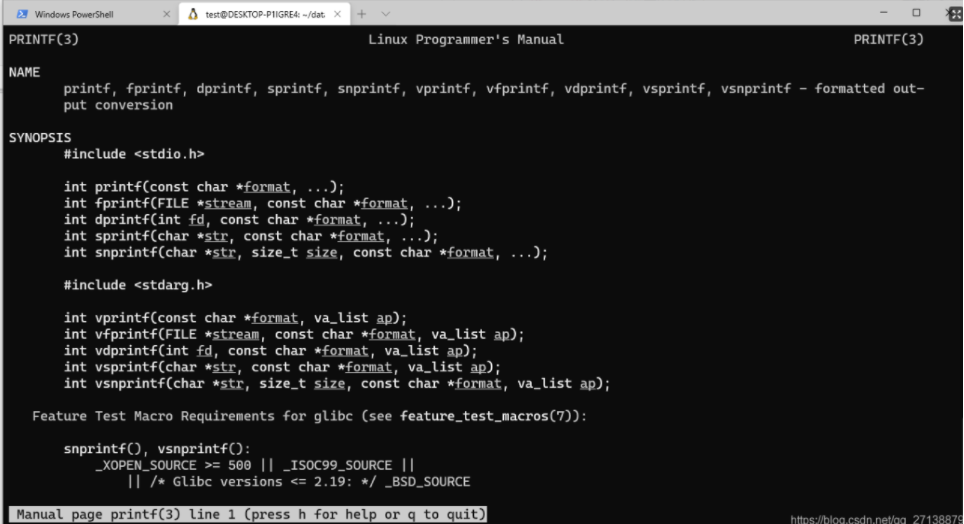 Windows PowerShell
test@DESKTOP-P1IGRE4: ~/dat
PRINTF(3) Linux Programmer's Manual PRINTF(3)
NAME
printf, fprintf, dprintf, sprintf, snprintf, vprintf, vfprintf, vdprintf, vsprintf, vsnprintf - formatted out-
put conversion
SYNOPSIS
#include <stdio.h>
int printf(const char *format, ...);
int fprintf(FILE *stream, const char *format, ...);
int dprintf(int fd, const char *format, ...);
int sprintf(char *str, const char *format, ...);
int snprintf(char *str, size_t size, const char *format, ...);
#include <stdarg.h>
int vprintf(const char *format, va_list ap);
int vfprintf(FILE *stream, const char *format, va_list ap);
int vdprintf(int fd, const char *format, va_list ap);
int vsprintf(char *str, const char *format, va_list ap);
int vsnprintf(char *str, size_t size, const char *format, va_list ap);
Feature Test Macro Requirements for glibc (see feature_test_macros(7)):
snprintf(), vsnprintf():
_XOPEN_SOURCE >= 500 || _ISOC99_SOURCE ||
|| /* Glibc versions <= 2.19: */ _BSD_SOURCE
Manual page printf(3) line 1 (press h for help or q to quit)
https://blog.csdn.net/qq_27138879